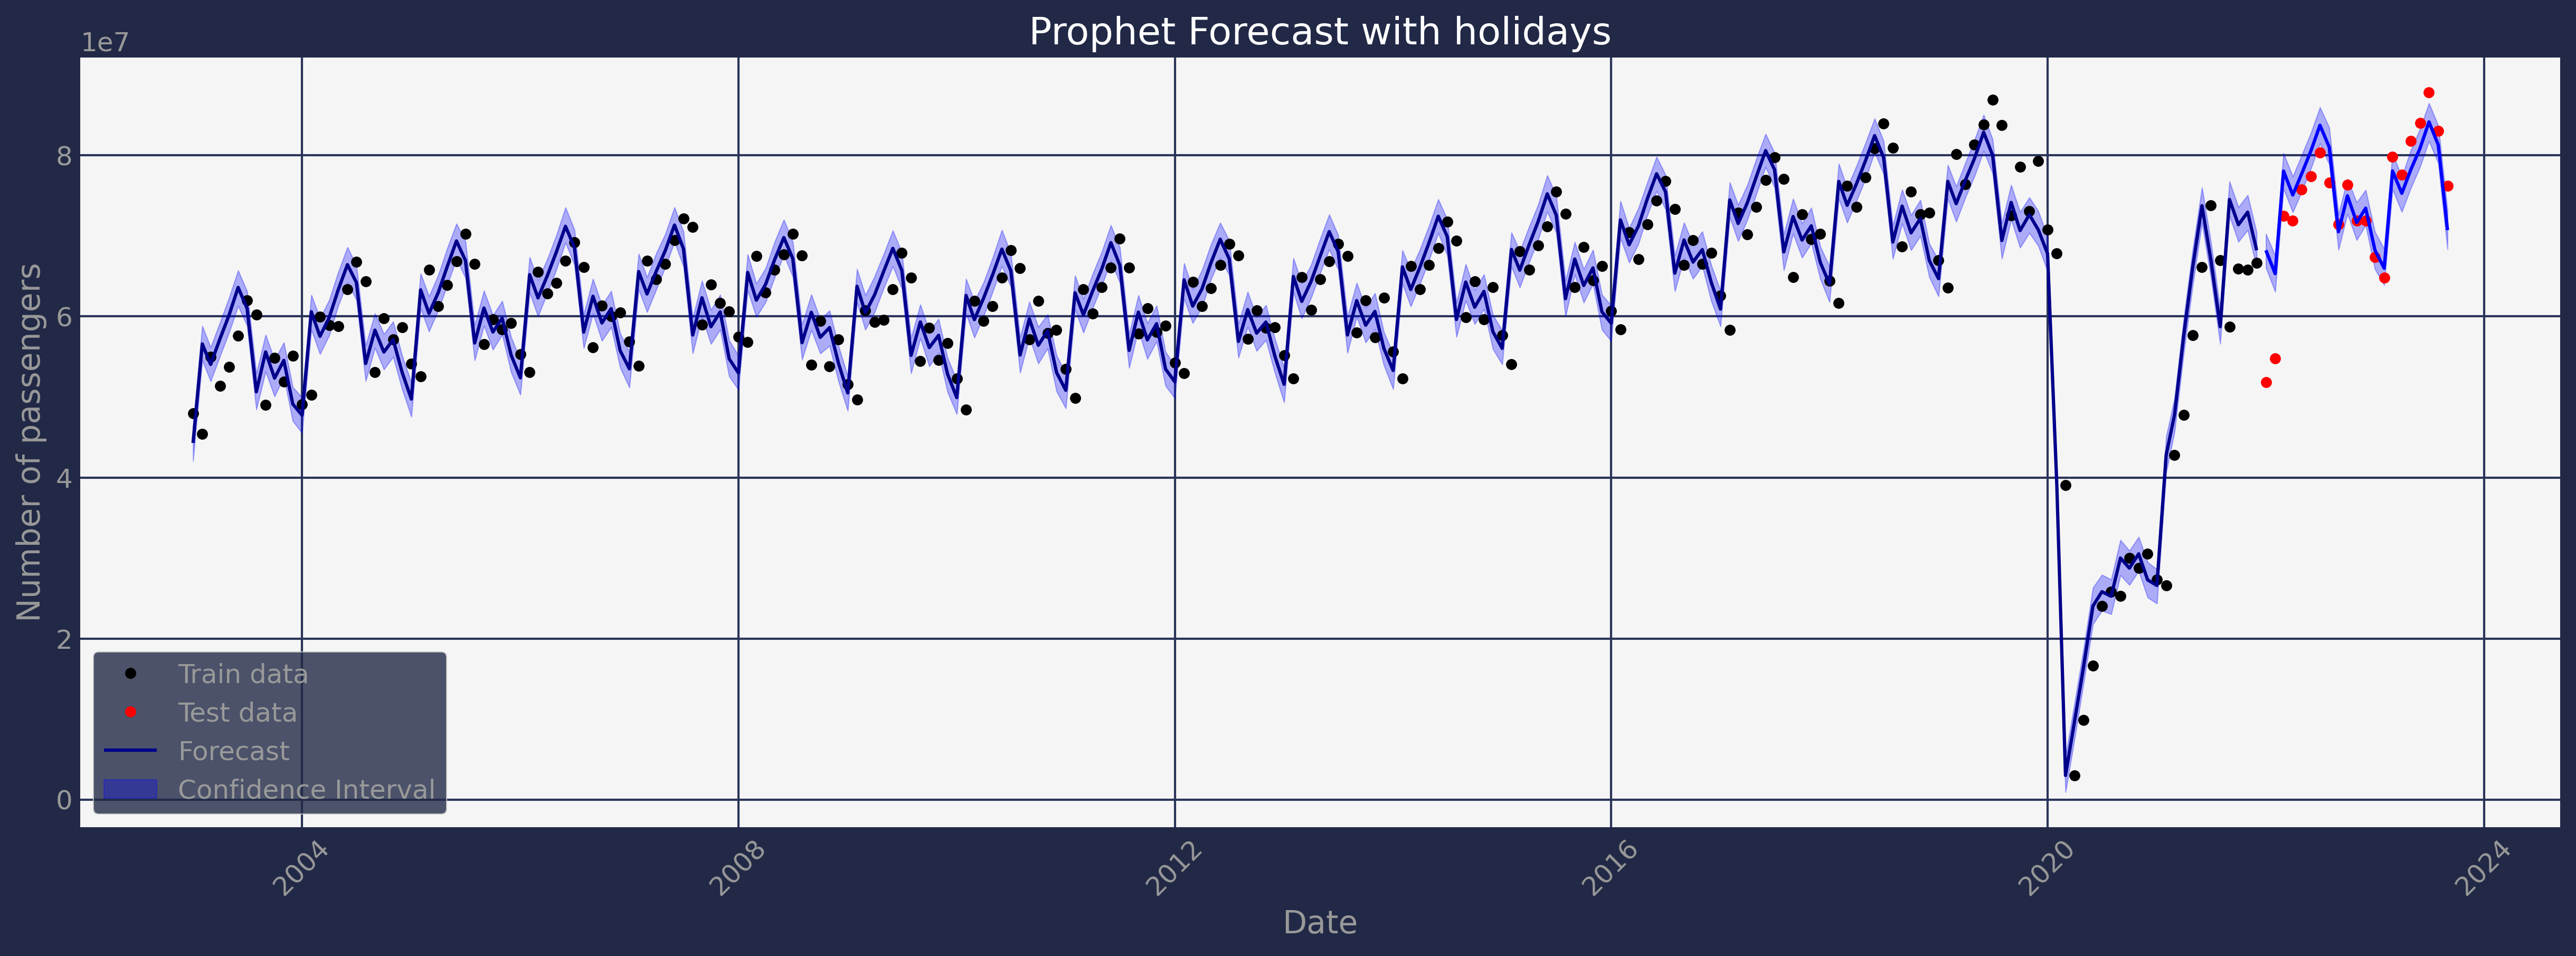 Prophet Forecast with holidays
1e7
8
6
4
2
0
Number of passengers
Train data
Test data
Forecast
Confidence Interval
2004
2008
2012
2016
2020
2024
Date